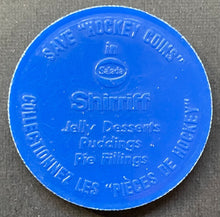 SAVE "HOCKEY COINS"
in
Salada
Shirriff
Jelly Desserts
Puddings
Pie Fillings
COLLECTIONNEZ LES "PIÈCES DE HOCKEY"